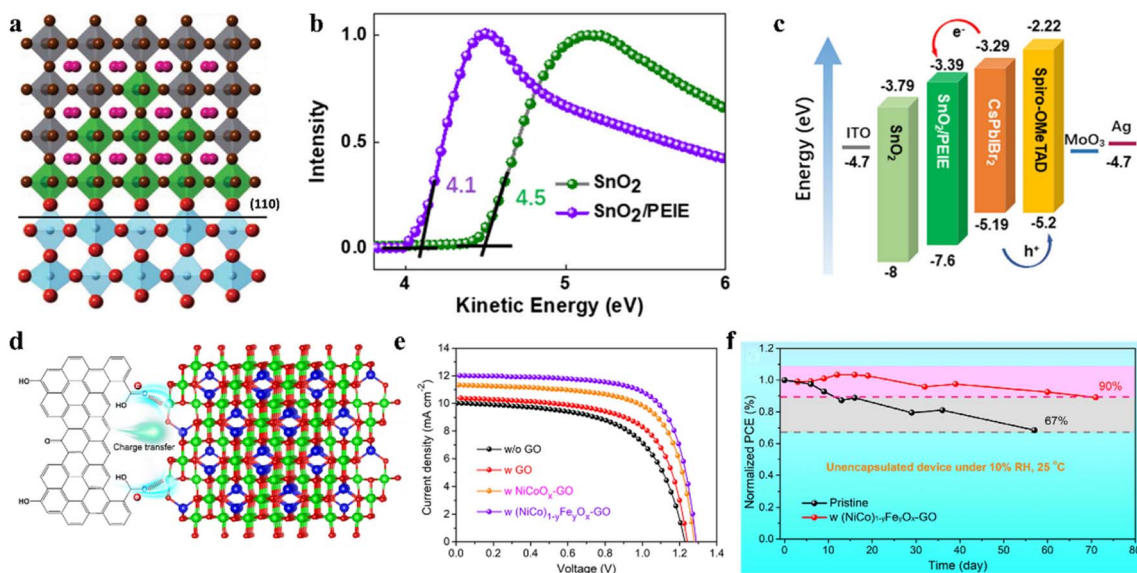 a
(110)
b
1.0
0.5
0.0
Intensity
4.1
4.5
SnO2
SnO2/PEIE
4
5
6
Kinetic Energy (eV)
c
Energy (eV)
ITO
-4.7
-3.79
SnO2
-8
e-
-3.39
SnO2/PEIE
-7.6
-3.29
CsPbIBr2
-5.19
-2.22
Spiro-OMeTAD
-5.2
h+
MoO3
Ag
-4.7
d
HO
O
HO
HO
HO
Charge transfer
e
14
12
10
8
6
4
2
0
Current density (mA cm-2)
w/o GO
w GO
w NiCoOx-GO
w (NiCo)1-yFeyOx-GO
0.0 0.2 0.4 0.6 0.8 1.0 1.2 1.4
Voltage (V)
f
1.2
1.0
0.8
0.6
0.4
0.2
0.0
Normalized PCE (%)
90%
67%
Unencapsulated device under 10% RH, 25 °C
Pristine
w (NiCo)1-yFeyOx-GO
0 10 20 30 40 50 60 70 80
Time (day)